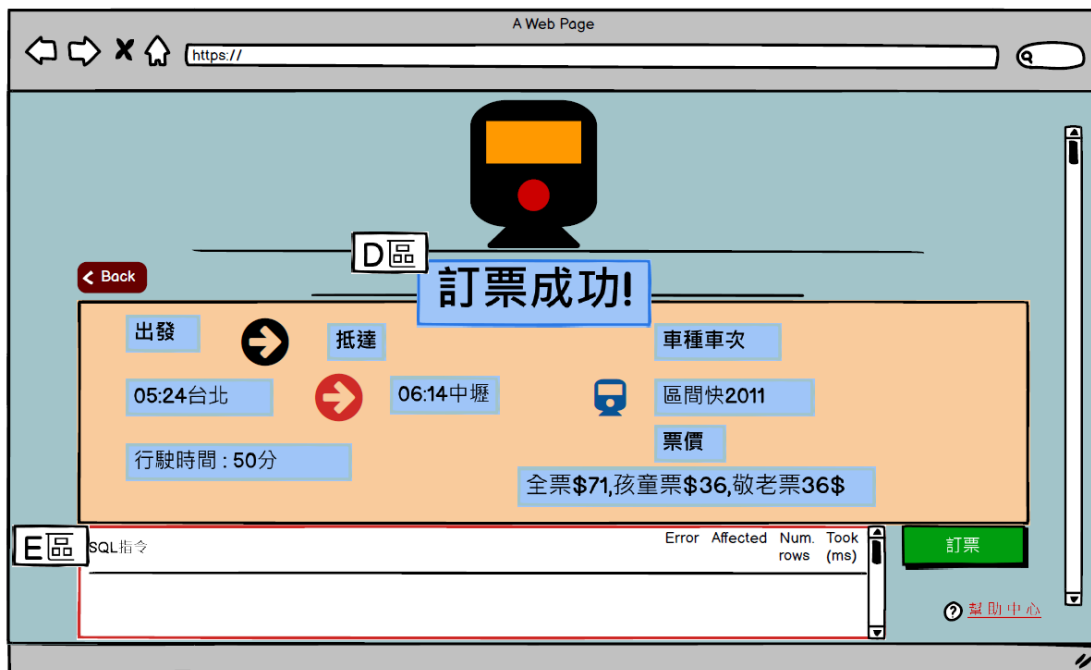 A Web Page
https://
D區
Back
訂票成功!
出發
抵達
車種車次
05:24台北
06:14中壢
區間快2011
票價
行駛時間 : 50分
全票$71,孩童票$36,敬老票36$
E區
SQL指令
Error Affected Num. rows Took (ms)
訂票
幫助中心